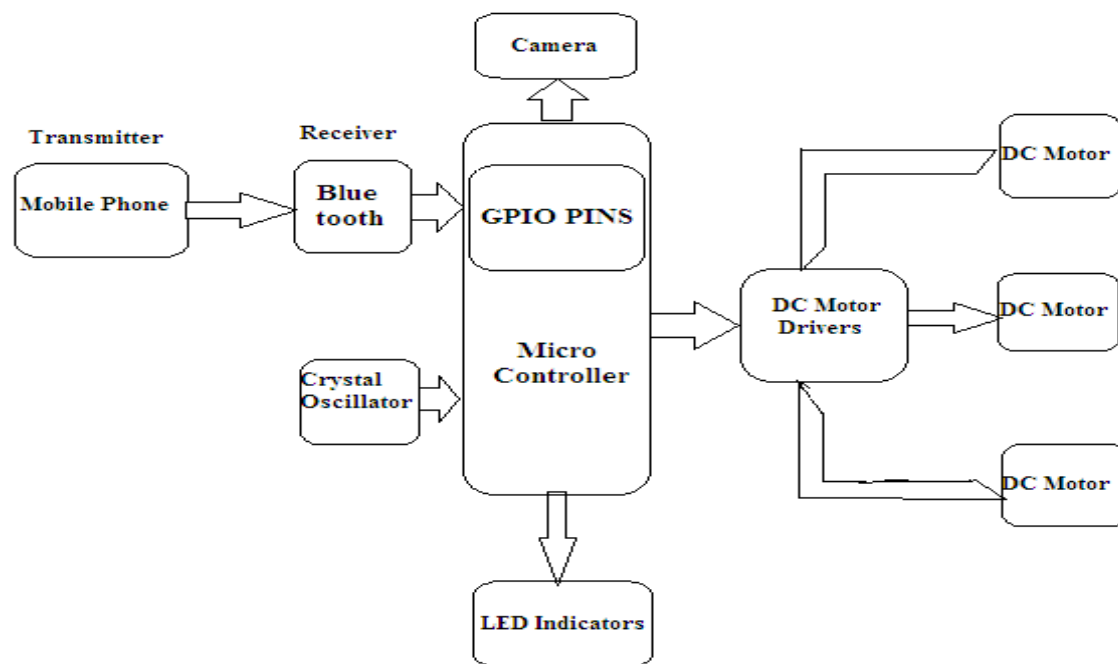 Camera
Transmitter
Receiver
Mobile Phone
Blue
tooth
GPIO PINS
DC Motor
DC Motor
Drivers
DC Motor
Micro
Controller
Crystal
Oscillator
DC Motor
LED Indicators